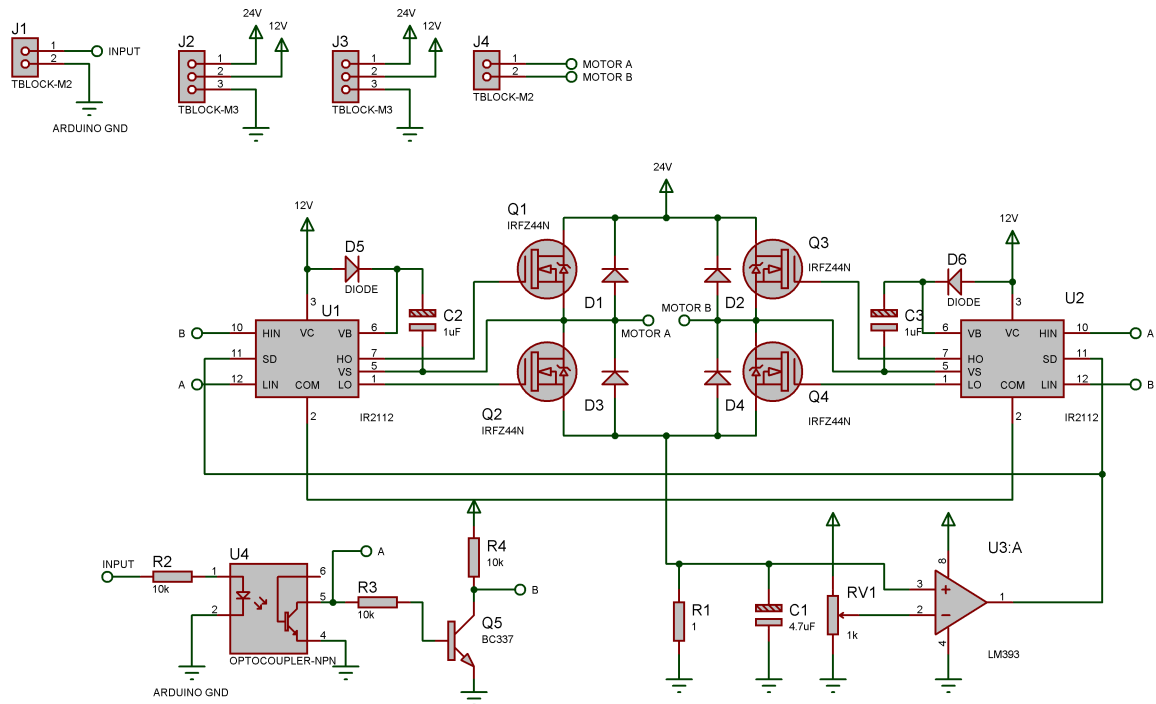 J1
1
2
INPUT
TBLOCK-M2
ARDUINO GND
J2
24V
12V
1
2
3
TBLOCK-M3
J3
24V
12V
1
2
3
TBLOCK-M3
J4
1
2
MOTOR A
MOTOR B
TBLOCK-M2
24V
12V
D5
DIODE
3
U1
C2
1uF
B
10
HIN
VC
VB
6
11
SD
HO
7
VS
5
A
12
LIN
COM
LO
1
2
IR2112
Q1
IRFZ44N
Q2
IRFZ44N
D1
D3
MOTOR A
MOTOR B
D2
D4
Q3
IRFZ44N
Q4
IRFZ44N
12V
D6
DIODE
3
U2
C3
1uF
6
VB
VC
HIN
10
A
7
HO
SD
11
5
VS
1
LO
COM
LIN
12
B
2
IR2112
INPUT
R2
10k
U4
1
2
6
5
4
OPTOCOUPLER-NPN
ARDUINO GND
A
R3
10k
R4
10k
B
Q5
BC337
R1
1
C1
4.7uF
RV1
1k
U3:A
8
3
2
1
4
LM393